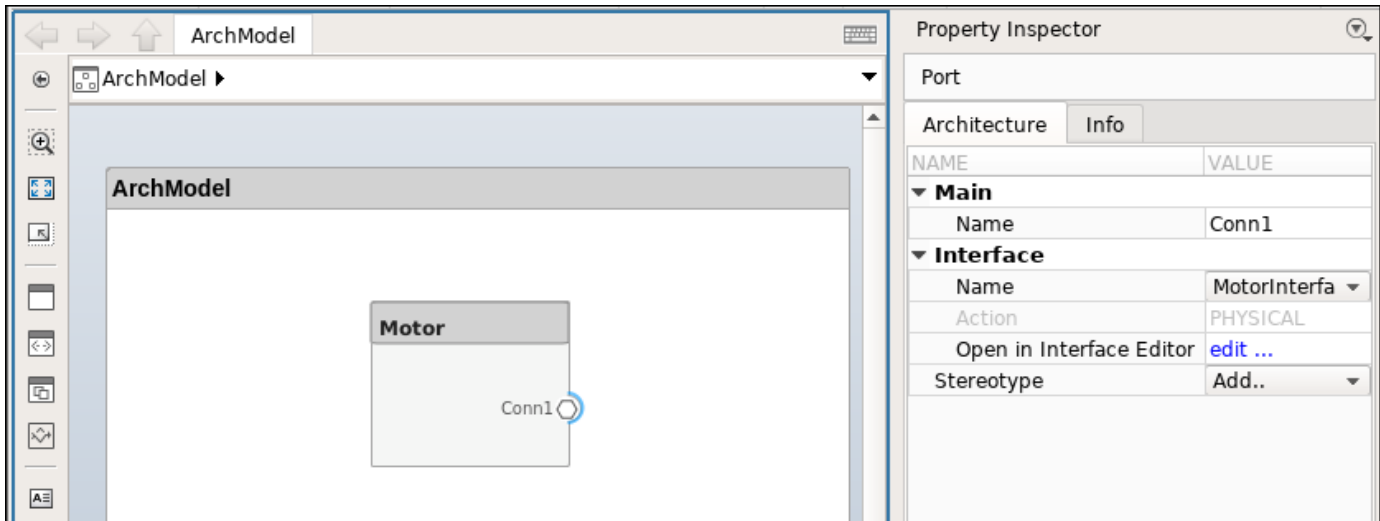 ArchModel
ArchModel
ArchModel
Motor
Conn1
Property Inspector
Port
Architecture Info
NAME VALUE
Main
Name Conn1
Interface
Name MotorInterfa
Action PHYSICAL
Open in Interface Editor edit ...
Stereotype Add..